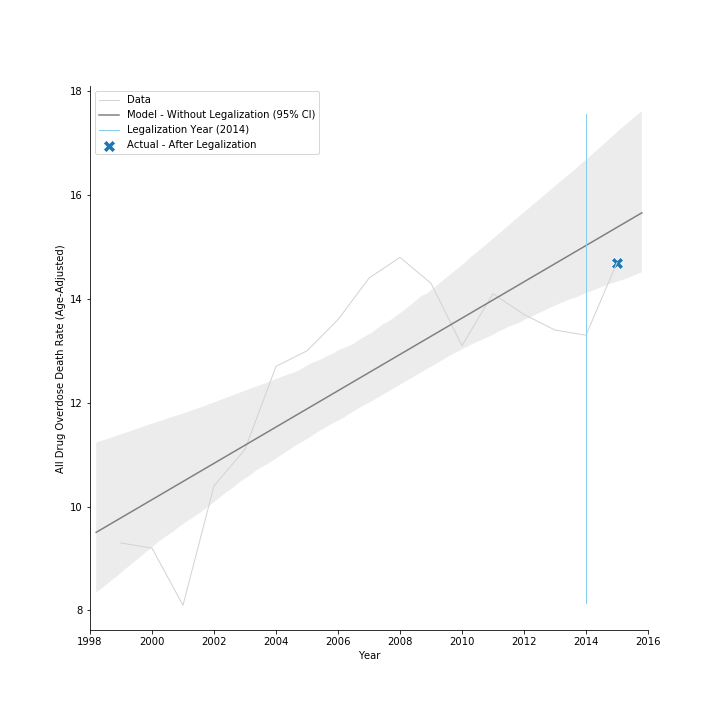 Data
Model - Without Legalization (95% CI)
Legalization Year (2014)
Actual - After Legalization
All Drug Overdose Death Rate (Age-Adjusted)
18
16
14
12
10
8
1998 2000 2002 2004 2006 2008 2010 2012 2014 2016
Year